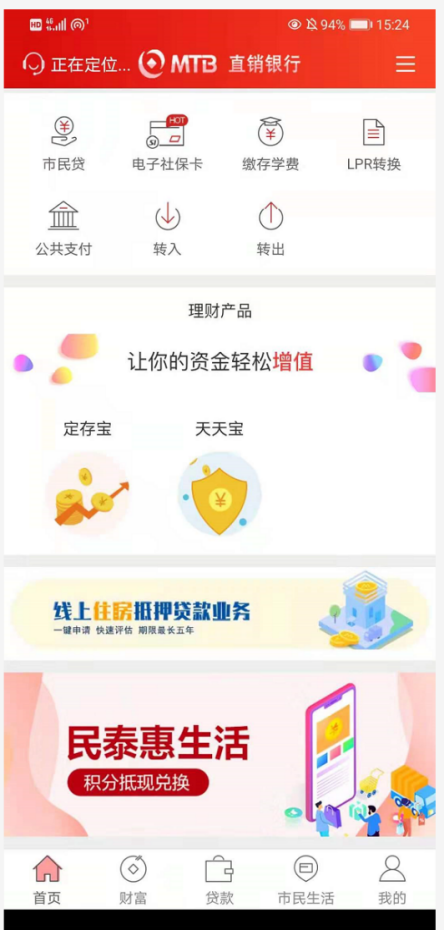 HD 4G 94% 15:24
正在定位... MTB 直销银行
HOT
市民贷 电子社保卡 缴存学费 LPR转换
公共支付 转入 转出
理财产品
让你的资金轻松增值
定存宝 天天宝
线上住房抵押贷款业务
一键申请 快速评估 期限最长五年
民泰惠生活
积分抵现兑换
首页 财富 贷款 市民生活 我的